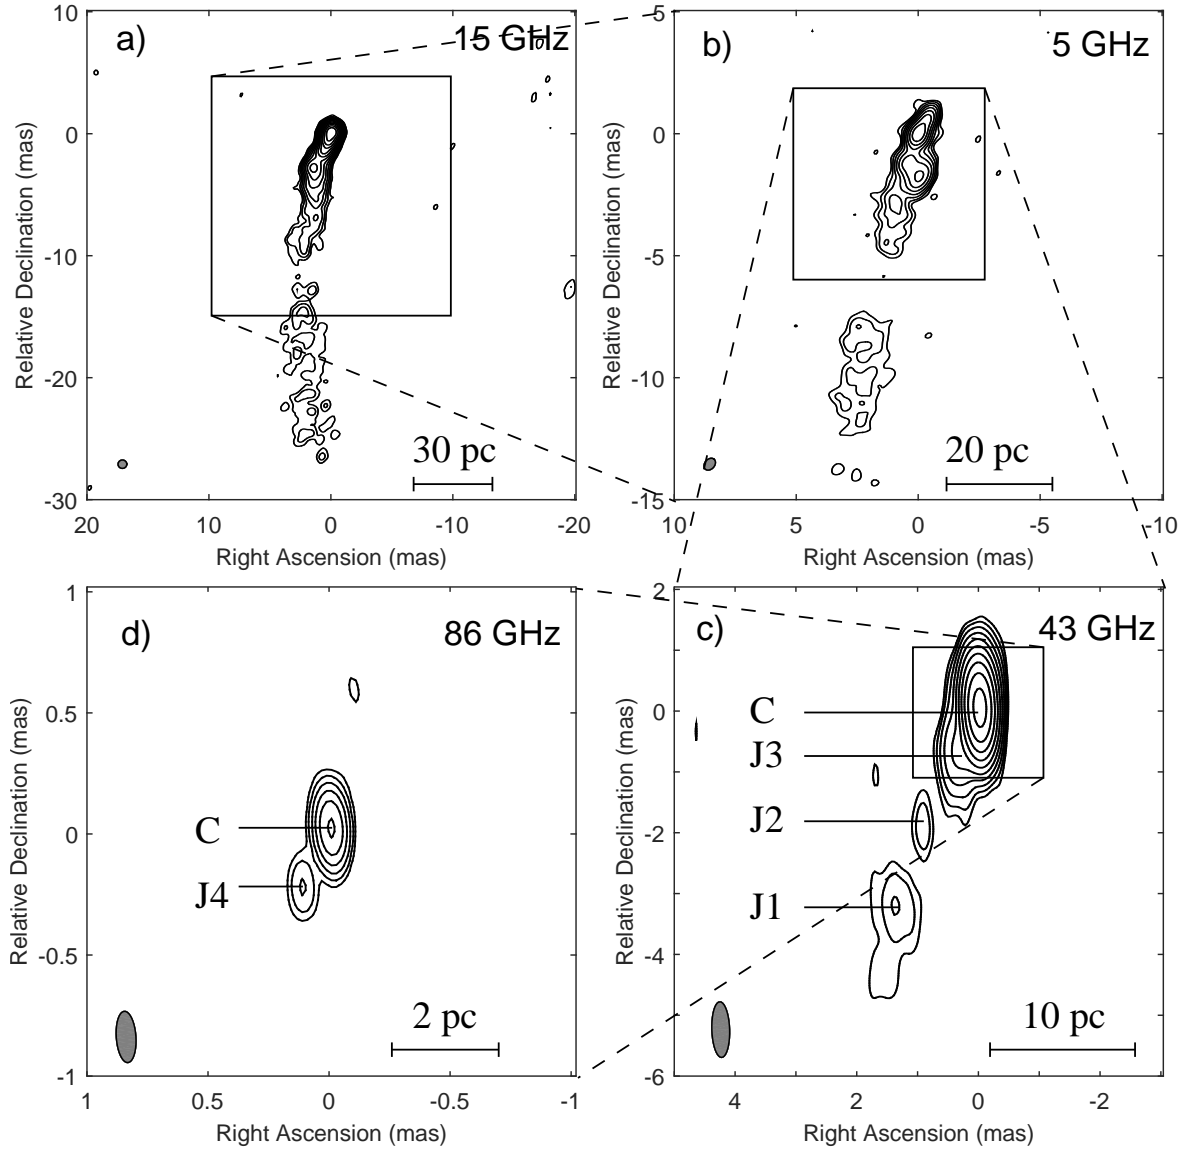 a)
15 GHz
10
0
-10
-20
-30
20
10
0
-10
-20
Relative Declination (mas)
Right Ascension (mas)
30 pc
b)
5 GHz
5
0
-5
-10
-15
10
5
0
-5
-10
Relative Declination (mas)
Right Ascension (mas)
20 pc
d)
86 GHz
1
0.5
0
-0.5
-1
1
0.5
0
-0.5
-1
Relative Declination (mas)
Right Ascension (mas)
C
J4
2 pc
c)
43 GHz
2
0
-2
-4
-6
4
2
0
-2
Relative Declination (mas)
Right Ascension (mas)
C
J3
J2
J1
10 pc